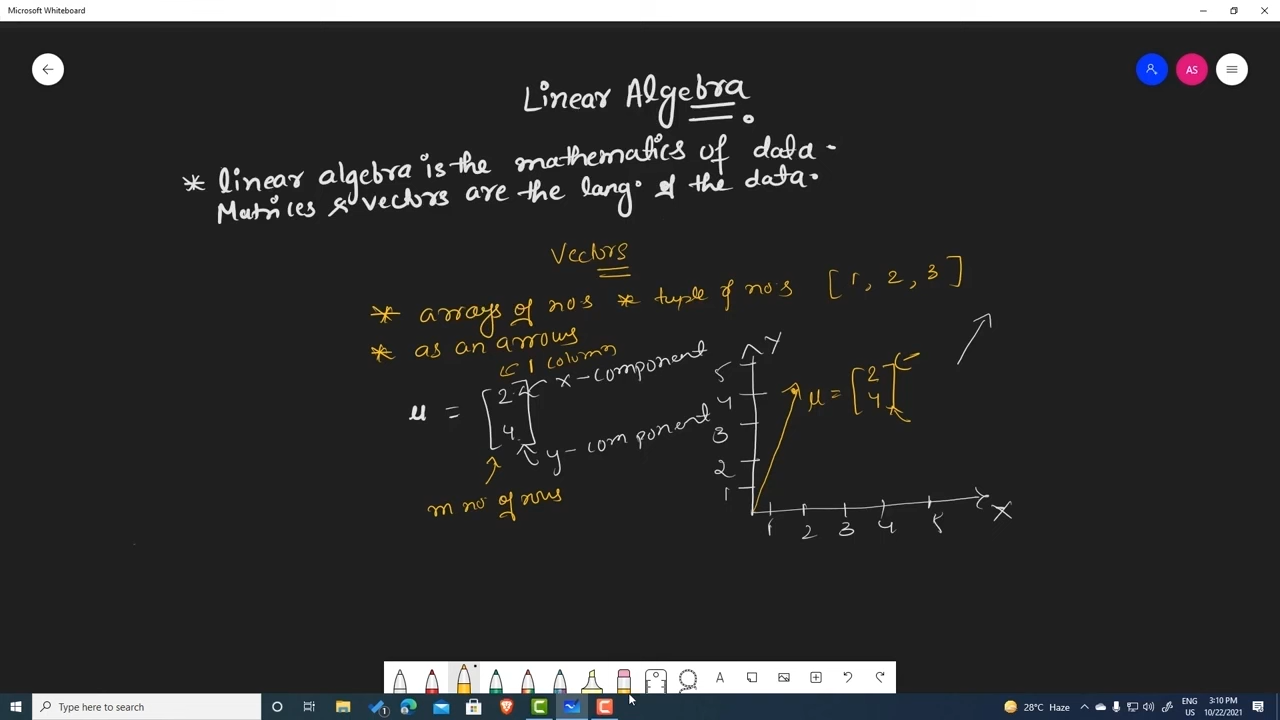 Microsoft Whiteboard
AS
Linear Algebra.
* linear algebra is the mathematics of data.
Matrices & vectors are the lang. of the data.
Vectors
* arrays of no.s * tuple of no.s [1, 2, 3]
* as an arrows
1 column
u = [2 4]
x-component
y-component
m no. of rows
Y
5
4
3
2
1
u = [2 4]
1 2 3 4 5
X
A
Type here to search
28°C Haze
ENG
US
3:10 PM
10/22/2021